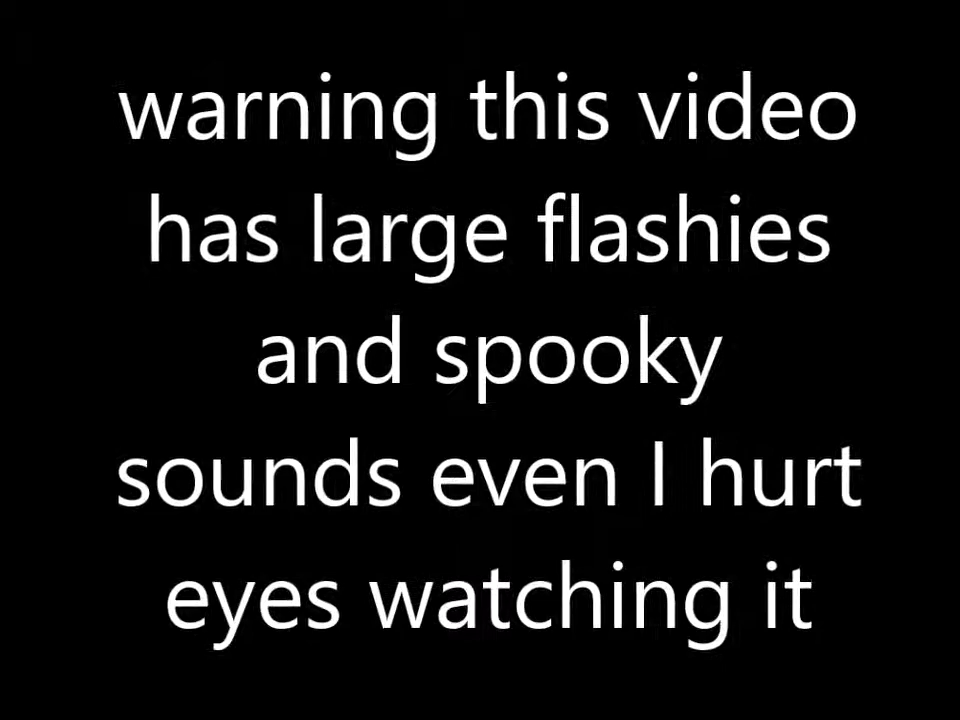 warning this video
has large flashies
and spooky
sounds even I hurt
eyes watching it